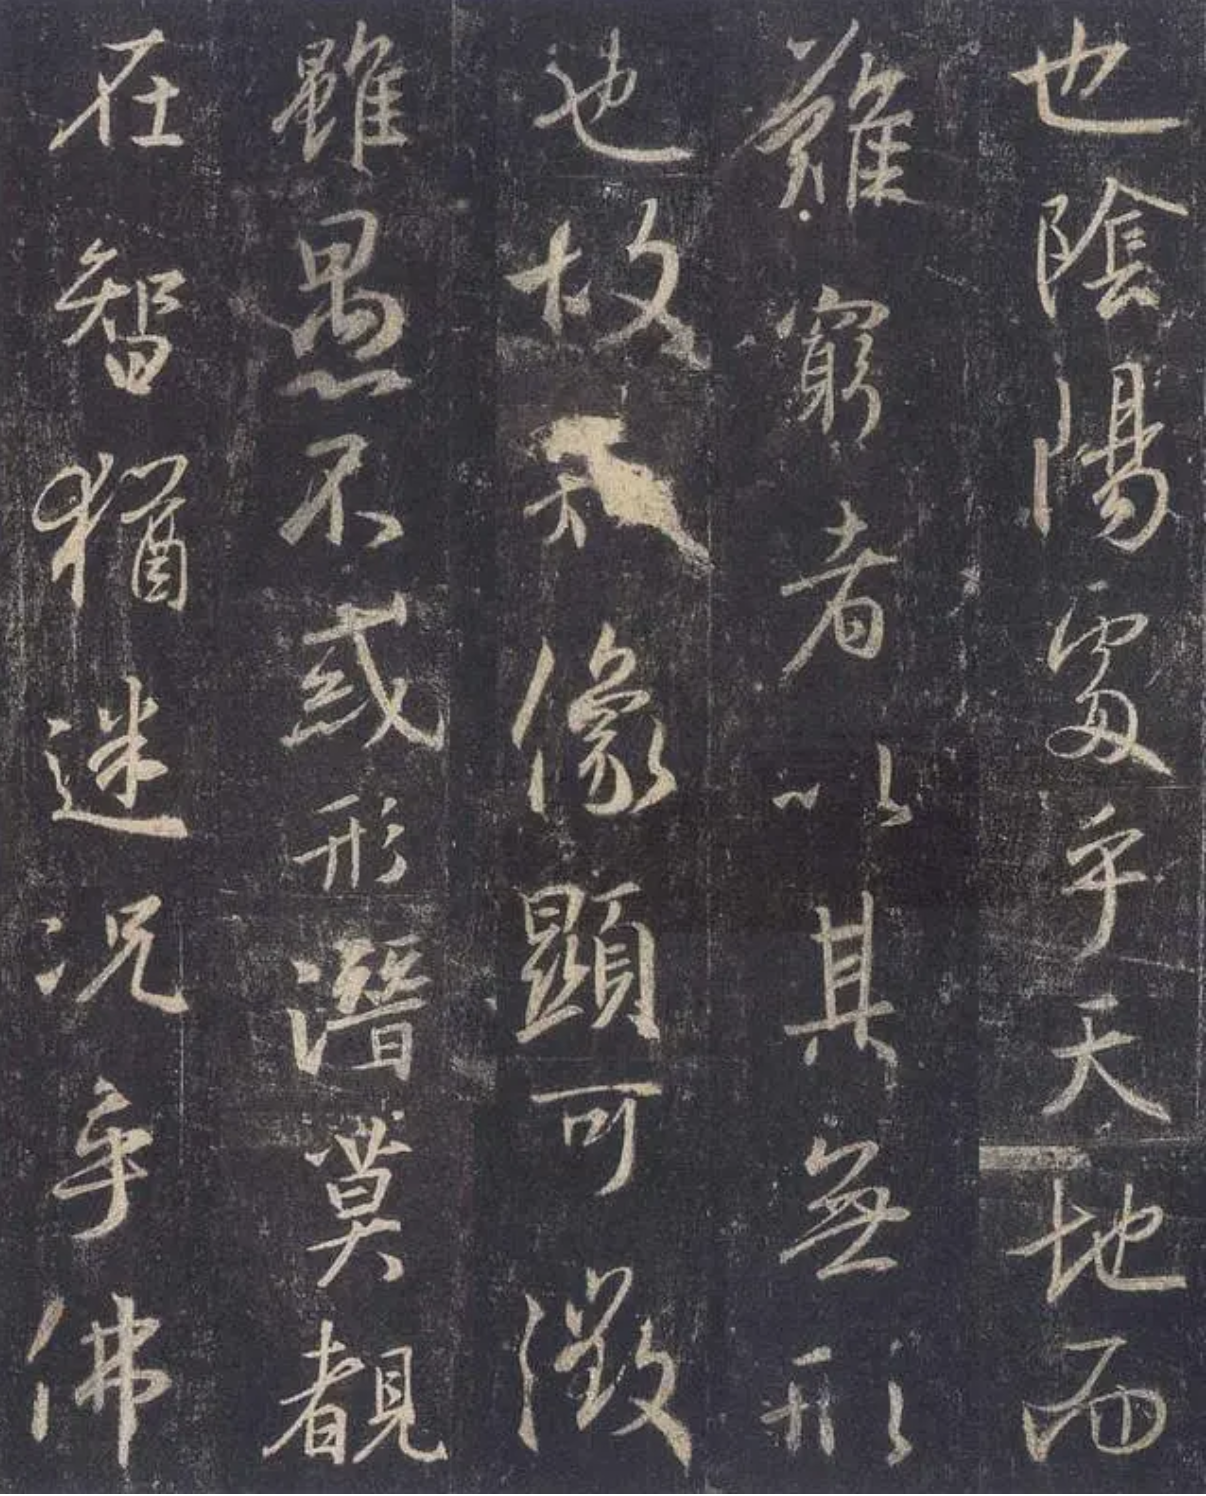 也陰陽處乎天地而
難窮者以其無形
也故知像顯可徵
雖愚不惑形潛莫覩
在智猶迷況乎佛